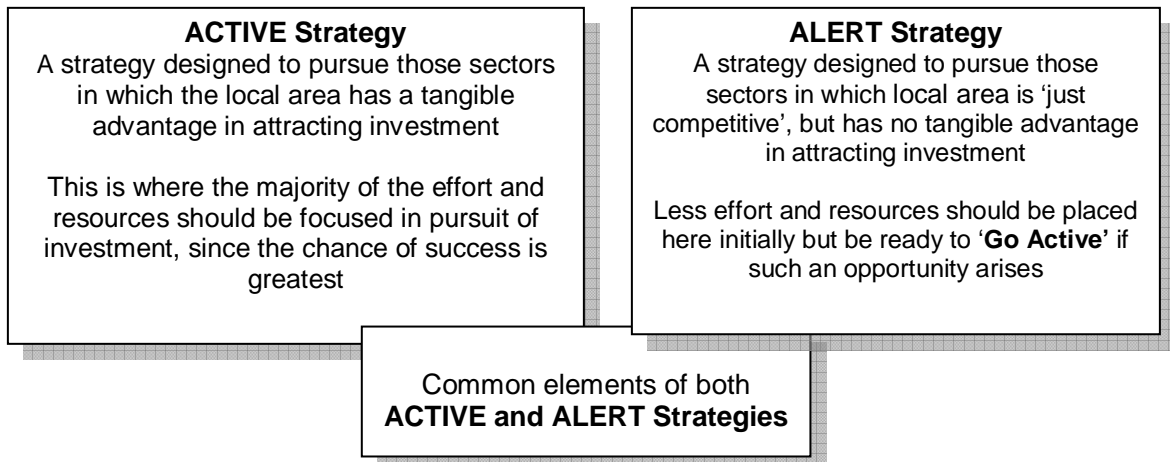 ACTIVE Strategy
A strategy designed to pursue those sectors
in which the local area has a tangible
advantage in attracting investment
This is where the majority of the effort and
resources should be focused in pursuit of
investment, since the chance of success is
greatest
ALERT Strategy
A strategy designed to pursue those
sectors in which local area is ‘just
competitive’, but has no tangible advantage
in attracting investment
Less effort and resources should be placed
here initially but be ready to ‘Go Active’ if
such an opportunity arises
Common elements of both
ACTIVE and ALERT Strategies